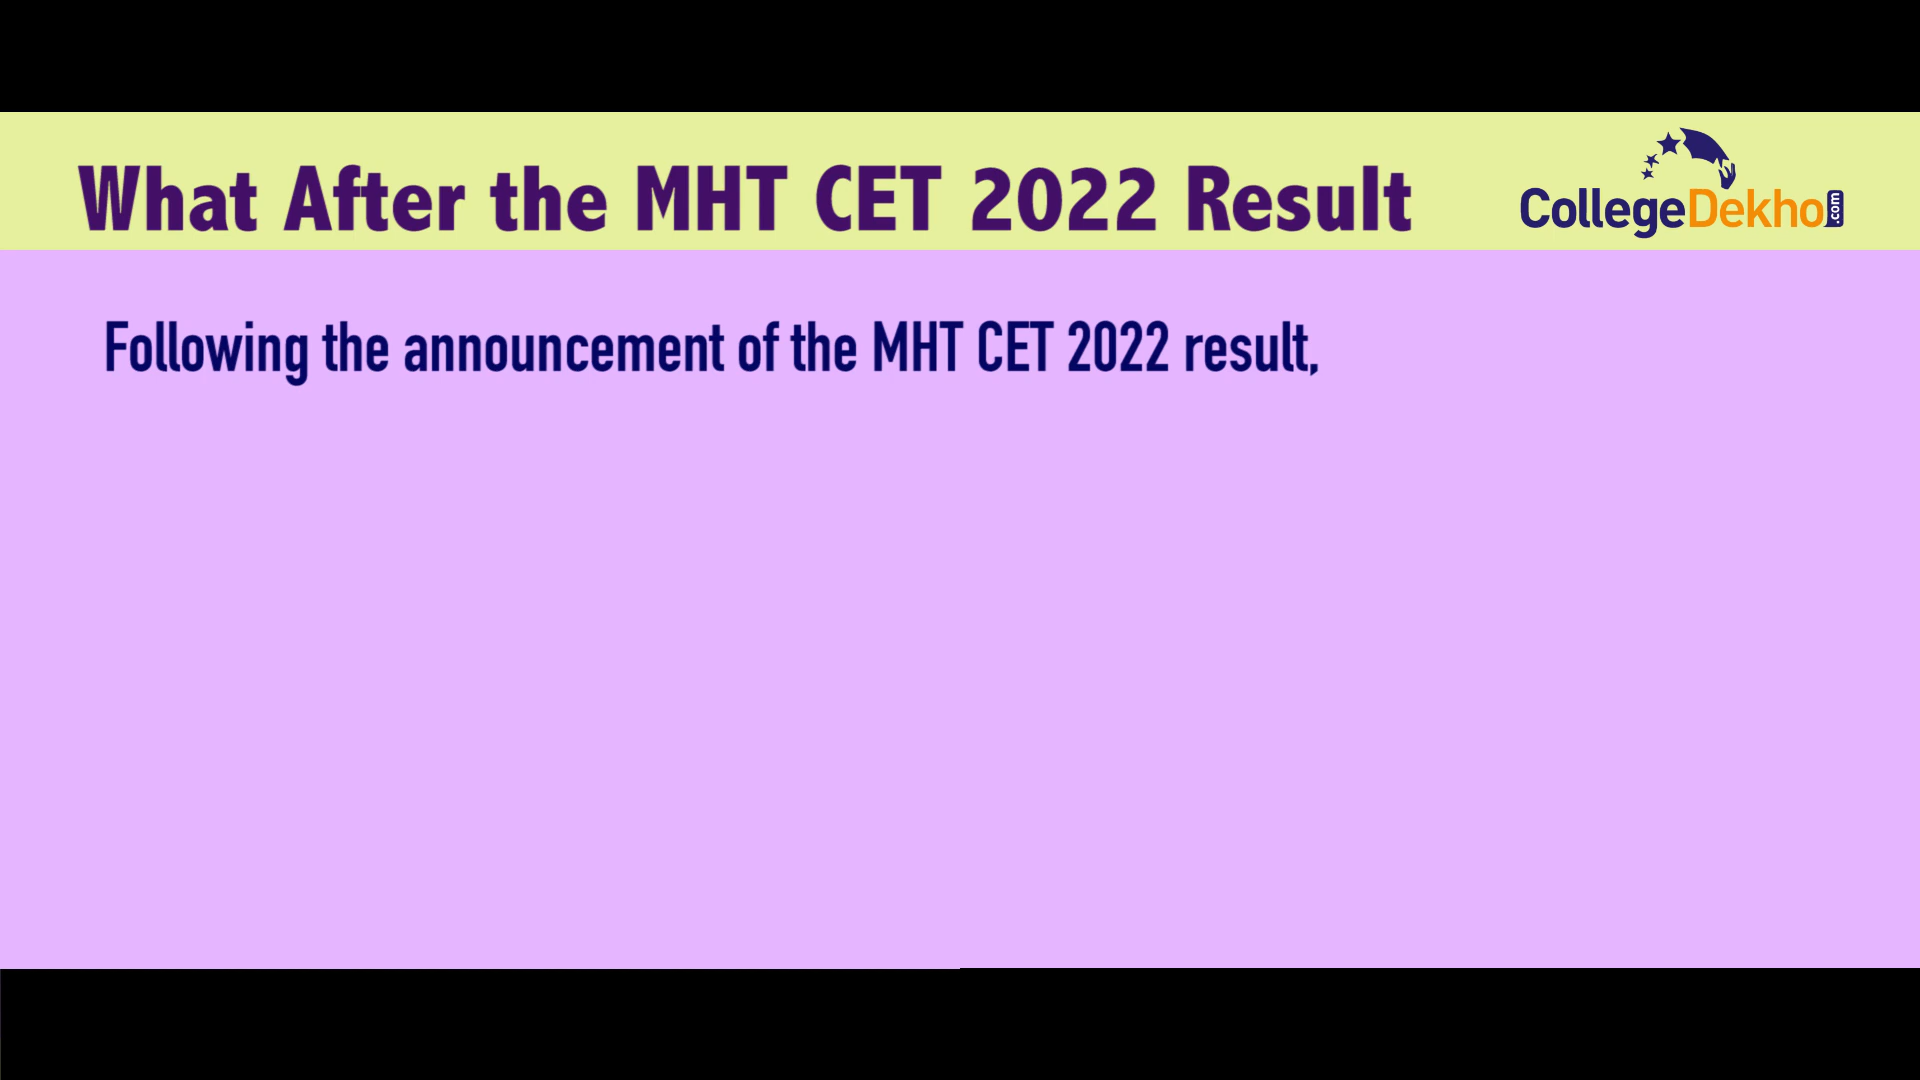 What After the MHT CET 2022 Result
CollegeDekho.com
Following the announcement of the MHT CET 2022 result,